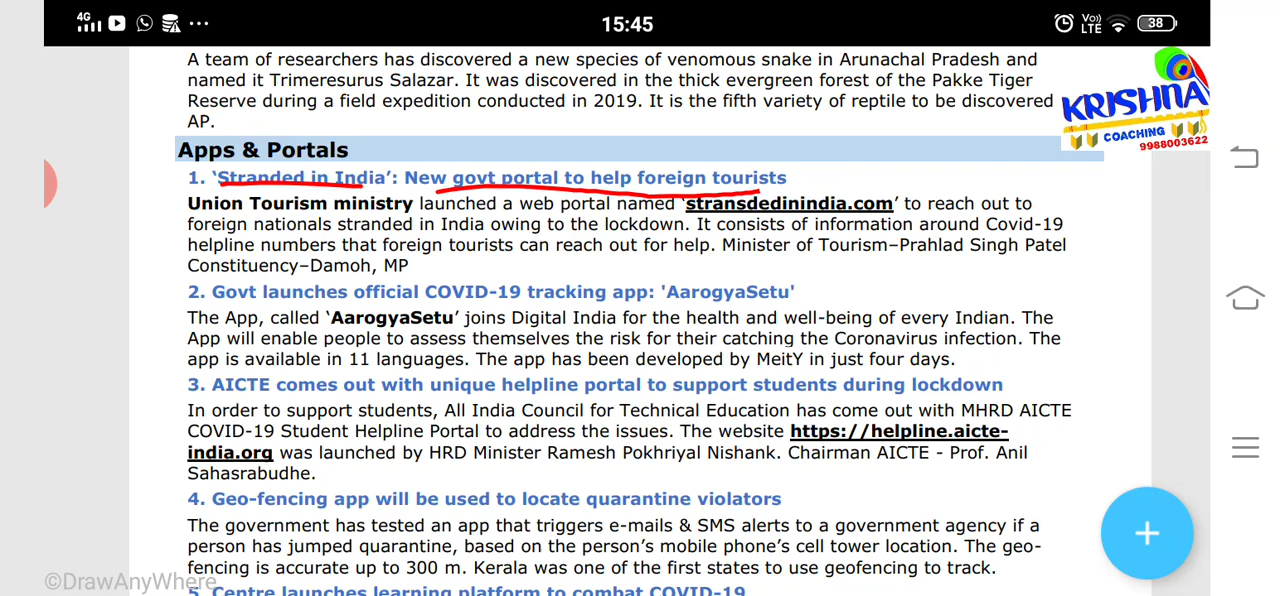 4G 15:45 Vo) LTE 38
A team of researchers has discovered a new species of venomous snake in Arunachal Pradesh and
named it Trimeresurus Salazar. It was discovered in the thick evergreen forest of the Pakke Tiger
Reserve during a field expedition conducted in 2019. It is the fifth variety of reptile to be discovered
AP.
KRISHNA
COACHING
9988003622
Apps & Portals
1. ‘Stranded in India’: New govt portal to help foreign tourists
Union Tourism ministry launched a web portal named ‘stransdedinindia.com’ to reach out to
foreign nationals stranded in India owing to the lockdown. It consists of information around Covid-19
helpline numbers that foreign tourists can reach out for help. Minister of Tourism–Prahlad Singh Patel
Constituency–Damoh, MP
2. Govt launches official COVID-19 tracking app: 'AarogyaSetu'
The App, called ‘AarogyaSetu’ joins Digital India for the health and well-being of every Indian. The
App will enable people to assess themselves the risk for their catching the Coronavirus infection. The
app is available in 11 languages. The app has been developed by MeitY in just four days.
3. AICTE comes out with unique helpline portal to support students during lockdown
In order to support students, All India Council for Technical Education has come out with MHRD AICTE
COVID-19 Student Helpline Portal to address the issues. The website https://helpline.aicte-
india.org was launched by HRD Minister Ramesh Pokhriyal Nishank. Chairman AICTE - Prof. Anil
Sahasrabudhe.
4. Geo-fencing app will be used to locate quarantine violators
The government has tested an app that triggers e-mails & SMS alerts to a government agency if a
person has jumped quarantine, based on the person’s mobile phone’s cell tower location. The geo-
fencing is accurate up to 300 m. Kerala was one of the first states to use geofencing to track.
©DrawAnyWhere
5. Centre launches learning platform to combat COVID-19